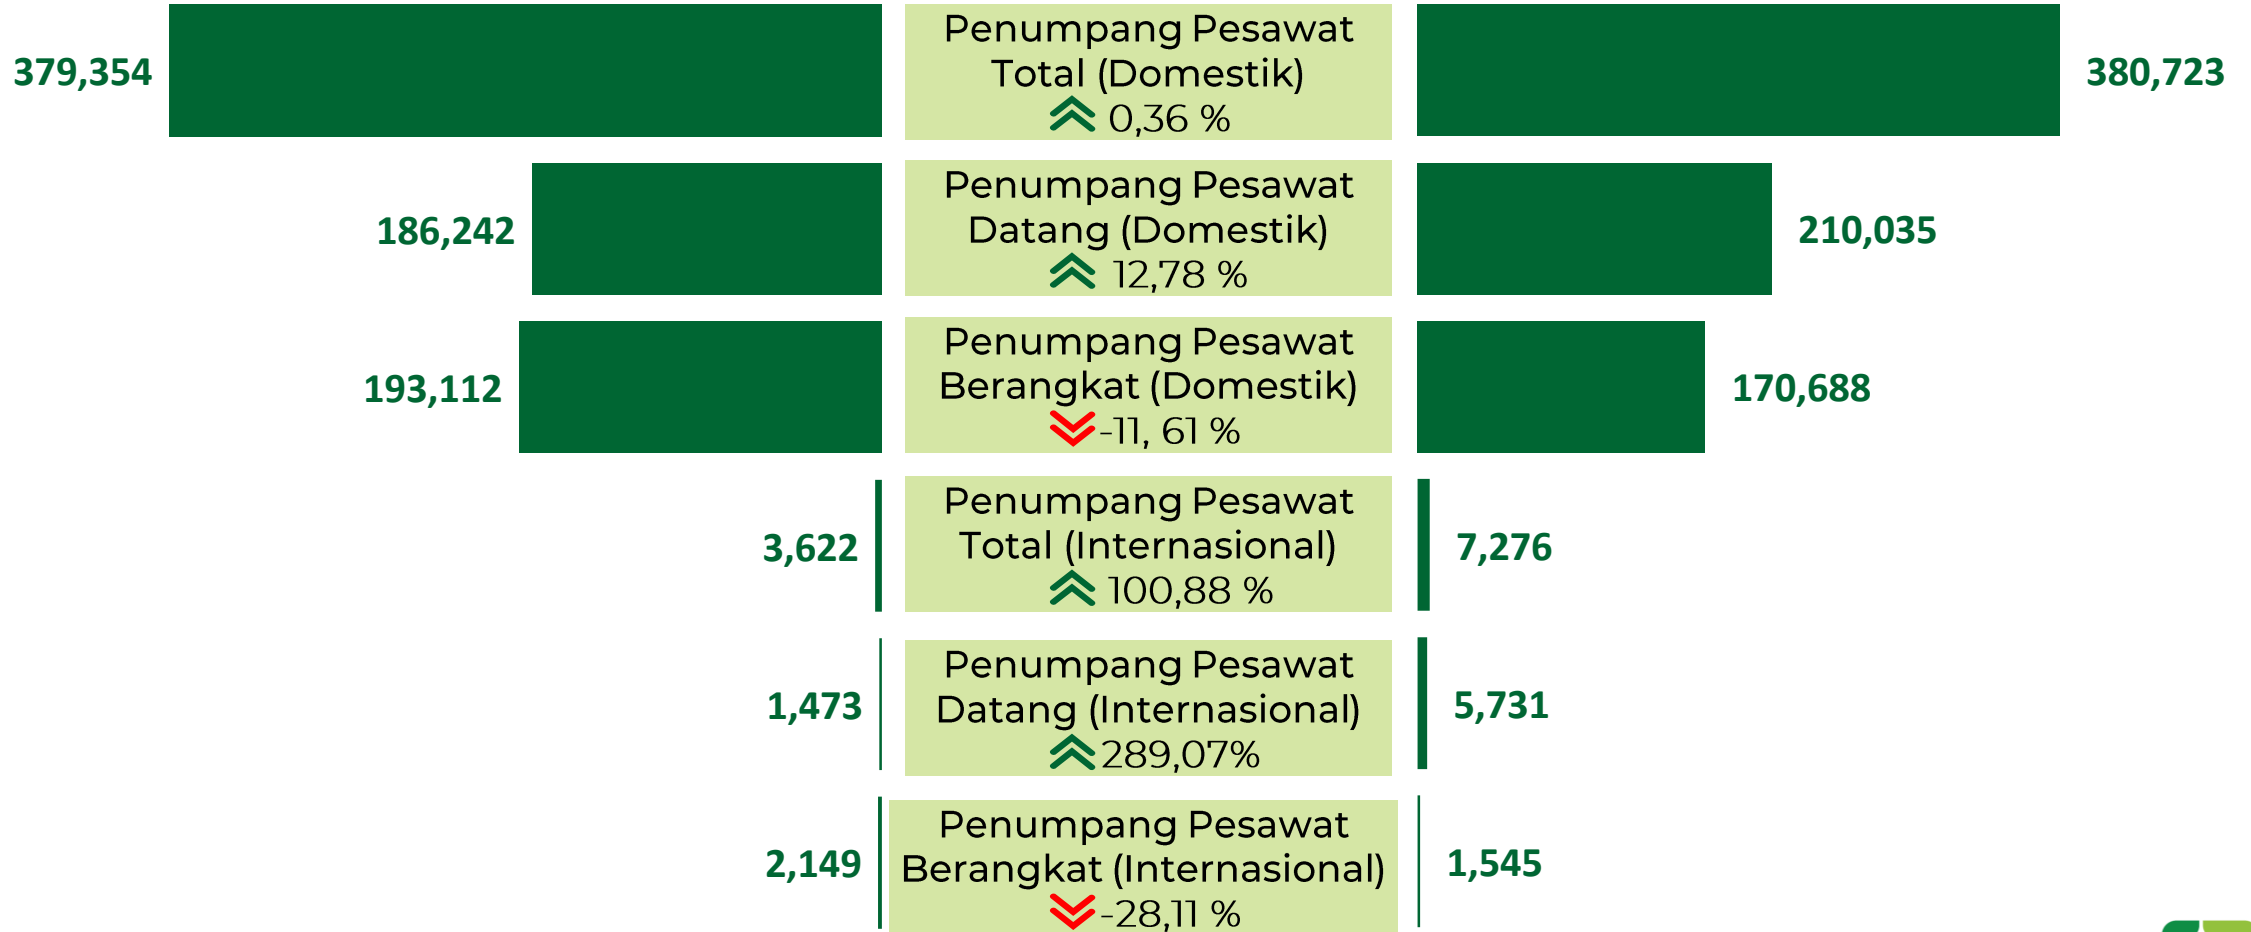 Penumpang Pesawat
379,354 Total (Domestik) 380,723
0,36 %
Penumpang Pesawat
186,242 Datang (Domestik) 210,035
12,78 %
Penumpang Pesawat
193,112 Berangkat (Domestik) 170,688
-11, 61 %
Penumpang Pesawat
3,622 Total (Internasional) 7,276
100,88 %
Penumpang Pesawat
1,473 Datang (Internasional) 5,731
289,07%
Penumpang Pesawat
2,149 Berangkat (Internasional) 1,545
-28,11 %